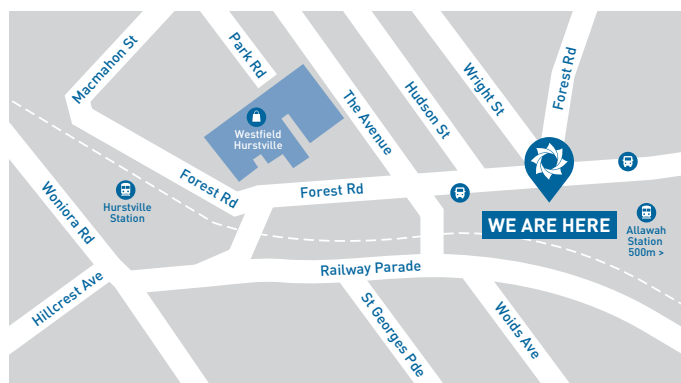 Macmahon St
Park Rd
Westfield
Hurstville
The Avenue
Hudson St
Wright St
Forest Rd
Forest Rd
Forest Rd
Hurstville
Station
Woniora Rd
WE ARE HERE
Allawah
Station
500m >
Hillcrest Ave
Railway Parade
St Georges Pde
Woids Ave